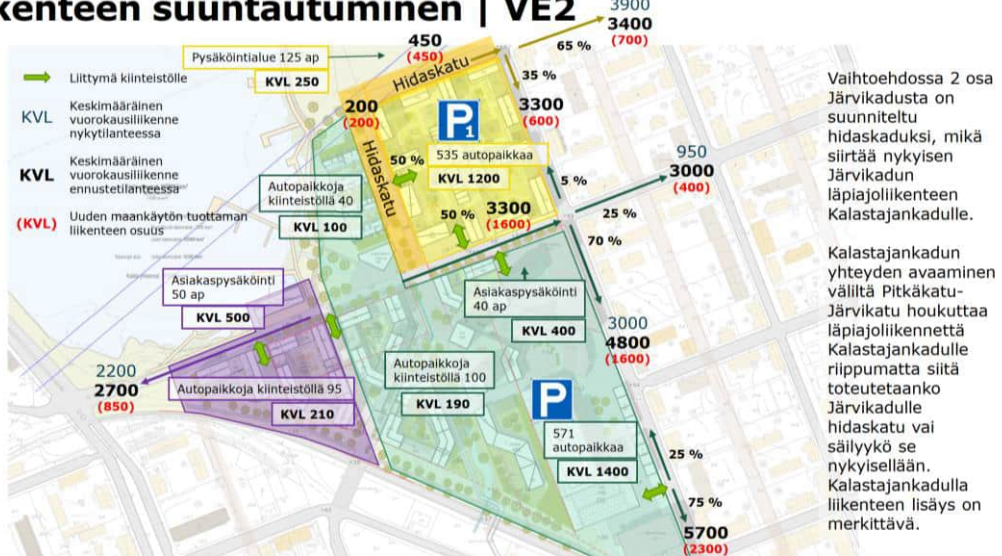 kenteen suuntautuminen | VE2
3900
3400
(700)
65 %
450
(450)
Pysäköintialue 125 ap
KVL 250
Hidaskatu
35 %
3300
(600)
Liittymä kiinteistölle
KVL
Keskimääräinen
vuorokausiliikenne
nykytilanteessa
KVL
Keskimääräinen
vuorokausiliikenne
ennustetilanteessa
(KVL)
Uuden maankäytön tuottaman
liikenteen osuus
200
(200)
Hidaskatu
P1
535 autopaikkaa
KVL 1200
50 %
50 %
3300
(1600)
5 %
950
3000
(400)
25 %
70 %
Autopaikkoja
kiinteistöllä 40
KVL 100
Asiakaspysäköinti
50 ap
KVL 500
Asiakaspysäköinti
40 ap
KVL 400
3000
4800
(1600)
2200
2700
(850)
Autopaikkoja kiinteistöllä 95
KVL 210
Autopaikkoja
kiinteistöllä 100
KVL 190
P
571
autopaikkaa
KVL 1400
25 %
75 %
5700
(2300)
Vaihtoehdossa 2 osa
Järvikadusta on
suunniteltu
hidaskaduksi, mikä
siirtää nykyisen
Järvikadun
läpiajoliikenteen
Kalastajankadulle.
Kalastajankadun
yhteyden avaaminen
väliltä Pitkäkatu-
Järvikatu houkuttaa
läpiajoliikennettä
Kalastajankadulle
riippumatta siitä
toteutetaanko
Järvikadulle
hidaskatu vai
säilyykö se
nykyisellään.
Kalastajankadulla
liikenteen lisäys on
merkittävä.